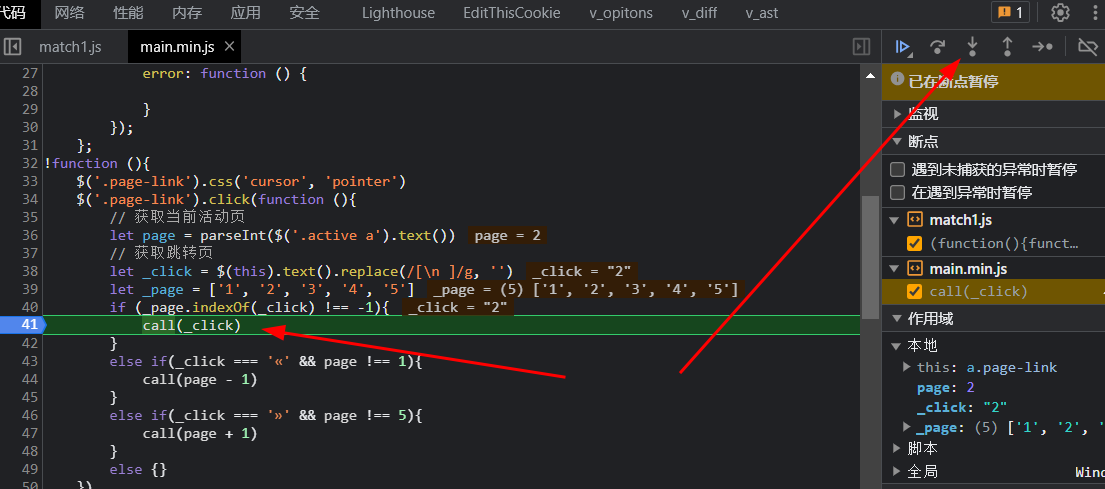 代码 网络 性能 内存 应用 安全 Lighthouse EditThisCookie v_opitons v_diff v_ast 1
match1.js main.min.js ×
27 error: function () {
28
29 }
30 });
31 };
32 !function (){
33 $('.page-link').css('cursor', 'pointer')
34 $('.page-link').click(function (){
35 // 获取当前活动页
36 let page = parseInt($('.active a').text()) page = 2
37 // 获取跳转页
38 let _click = $(this).text().replace(/[\n ]/g, '') _click = "2"
39 let _page = ['1', '2', '3', '4', '5'] _page = (5) ['1', '2', '3', '4', '5']
40 if (_page.indexOf(_click) !== -1){ _click = "2"
41 call(_click)
42 }
43 else if(_click === '«' && page !== 1){
44 call(page - 1)
45 }
46 else if(_click === '»' && page !== 5){
47 call(page + 1)
48 }
49 else {}
50 })
已在断点暂停
监视
断点
遇到未捕获的异常时暂停
在遇到异常时暂停
match1.js
(function(){funct…
main.min.js
call(_click)
作用域
本地
this: a.page-link
page: 2
_click: "2"
_page: (5) ['1', '2', '
脚本
全局 Wind